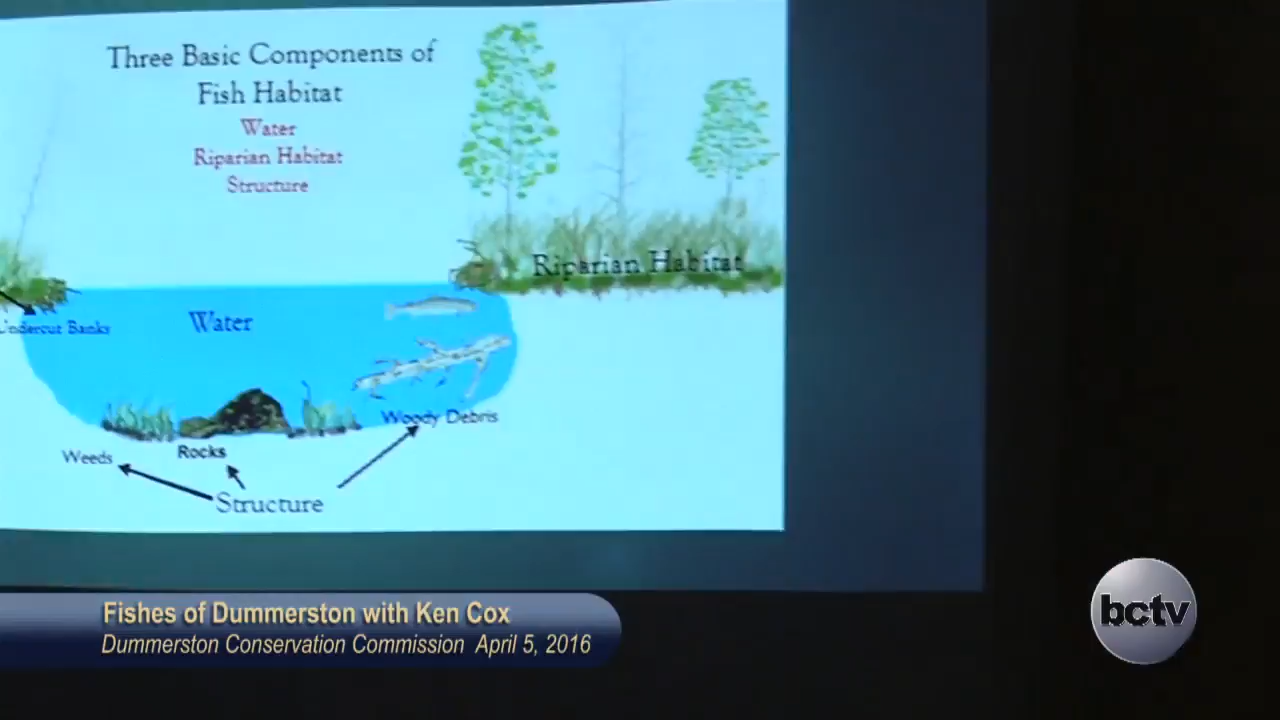 Three Basic Components of
Fish Habitat
Water
Riparian Habitat
Structure
Riparian Habitat
Undercut Banks
Water
Woody Debris
Weeds
Rocks
Structure
Fishes of Dummerston with Ken Cox
Dummerston Conservation Commission April 5, 2016
bctv